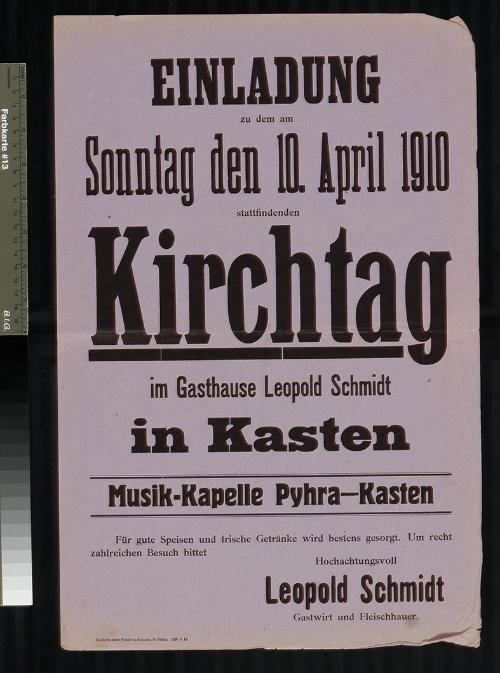 EINLADUNG
zu dem am
Sonntag den 10. April 1910
stattfindenden
Kirchtag
im Gasthause Leopold Schmidt
in Kasten
Musik-Kapelle Pyhra—Kasten
Für gute Speisen und frische Getränke wird bestens gesorgt. Um recht
zahlreichen Besuch bittet
Hochachtungsvoll
Leopold Schmidt
Gastwirt und Fleischhauer.
Farbkarte #13
B.I.G.